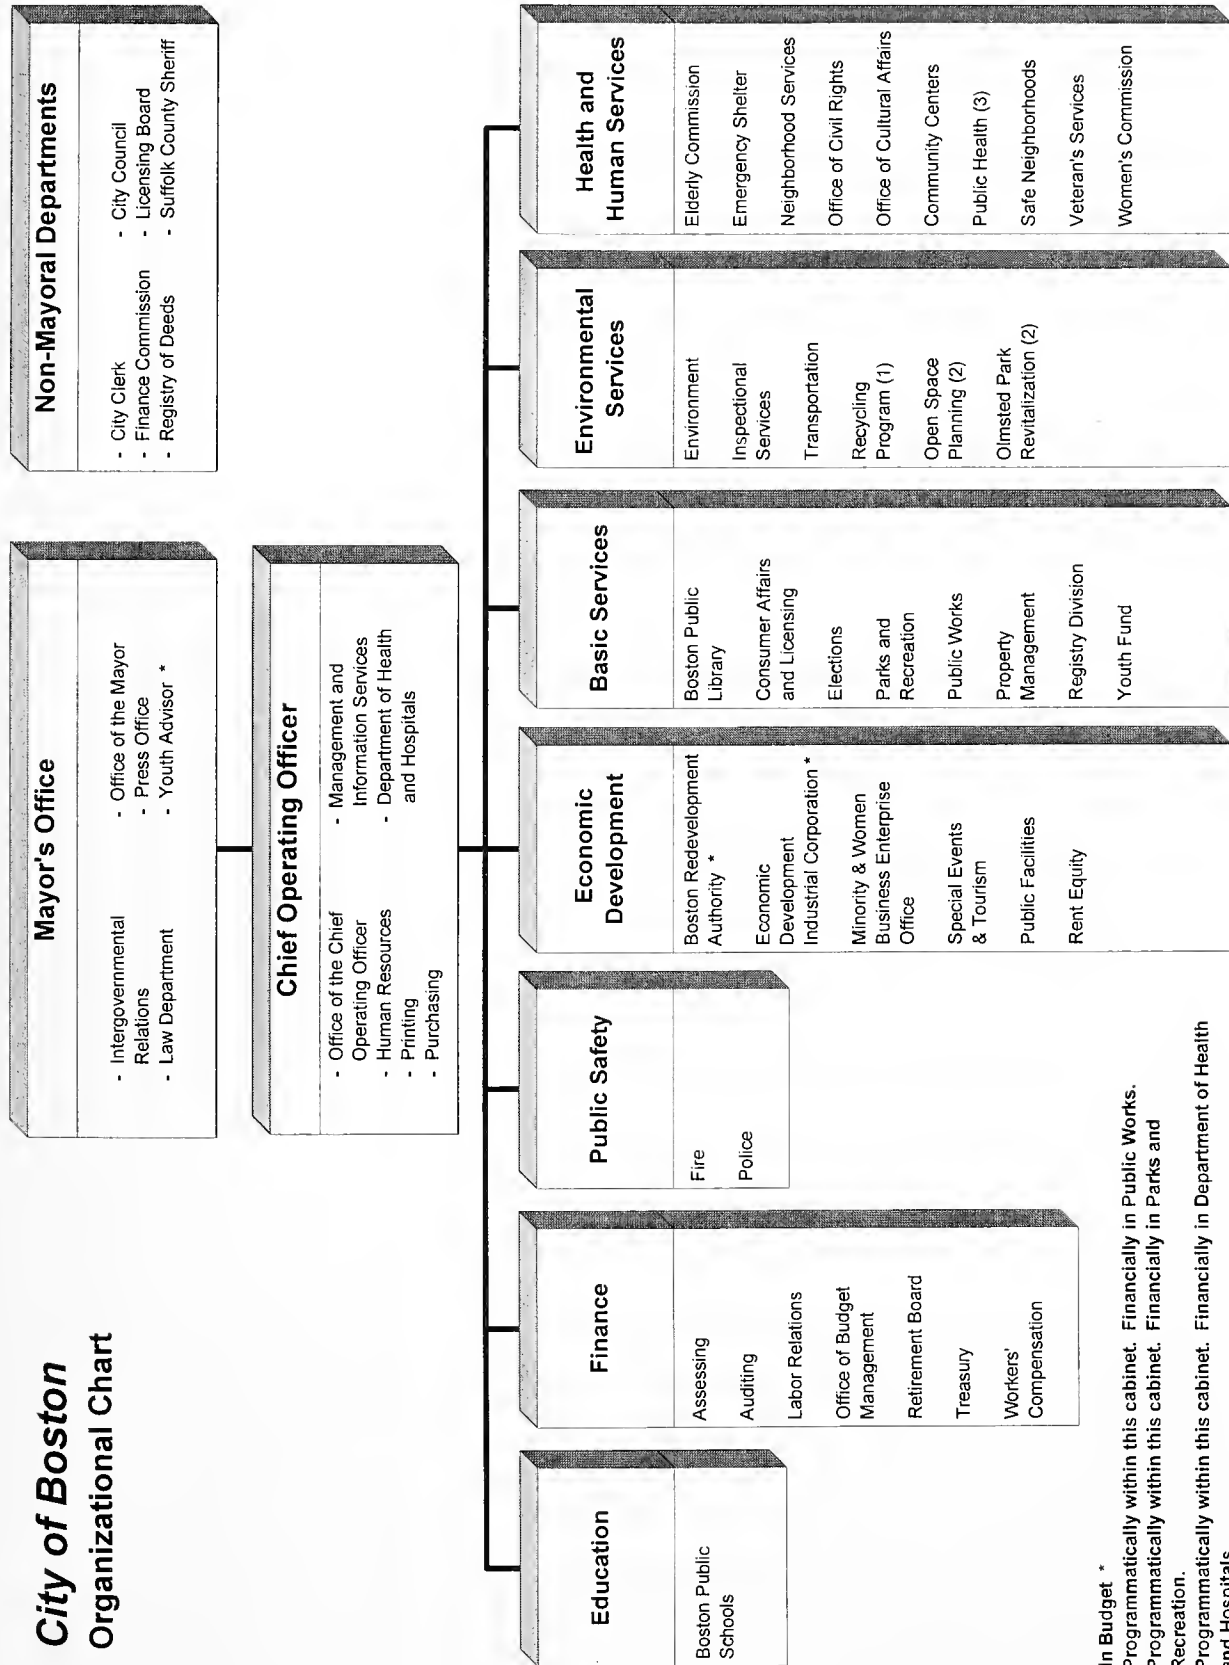 City of Boston
Organizational Chart
Mayor's Office
- Intergovernmental
Relations
- Law Department
- Office of the Mayor
- Press Office
- Youth Advisor *
Non-Mayoral Departments
- City Clerk
- Finance Commission
- Registry of Deeds
- City Council
- Licensing Board
- Suffolk County Sheriff
Chief Operating Officer
- Office of the Chief
Operating Officer
- Human Resources
- Printing
- Purchasing
- Management and
Information Services
- Department of Health
and Hospitals
Education
Boston Public
Schools
Finance
Assessing
Auditing
Labor Relations
Office of Budget
Management
Retirement Board
Treasury
Workers'
Compensation
Public Safety
Fire
Police
Economic
Development
Boston Redevelopment
Authority *
Economic
Development
Industrial Corporation *
Minority & Women
Business Enterprise
Office
Special Events
& Tourism
Public Facilities
Rent Equity
Basic Services
Boston Public
Library
Consumer Affairs
and Licensing
Elections
Parks and
Recreation
Public Works
Property
Management
Registry Division
Youth Fund
Environmental
Services
Environment
Inspectional
Services
Transportation
Recycling
Program (1)
Open Space
Planning (2)
Olmsted Park
Revitalization (2)
Health and
Human Services
Elderly Commission
Emergency Shelter
Neighborhood Services
Office of Civil Rights
Office of Cultural Affairs
Community Centers
Public Health (3)
Safe Neighborhoods
Veteran's Services
Women's Commission
In Budget *
Programmatically within this cabinet. Financially in Public Works.
Programmatically within this cabinet. Financially in Parks and
Recreation.
Programmatically within this cabinet. Financially in Department of Health
and Hospitals